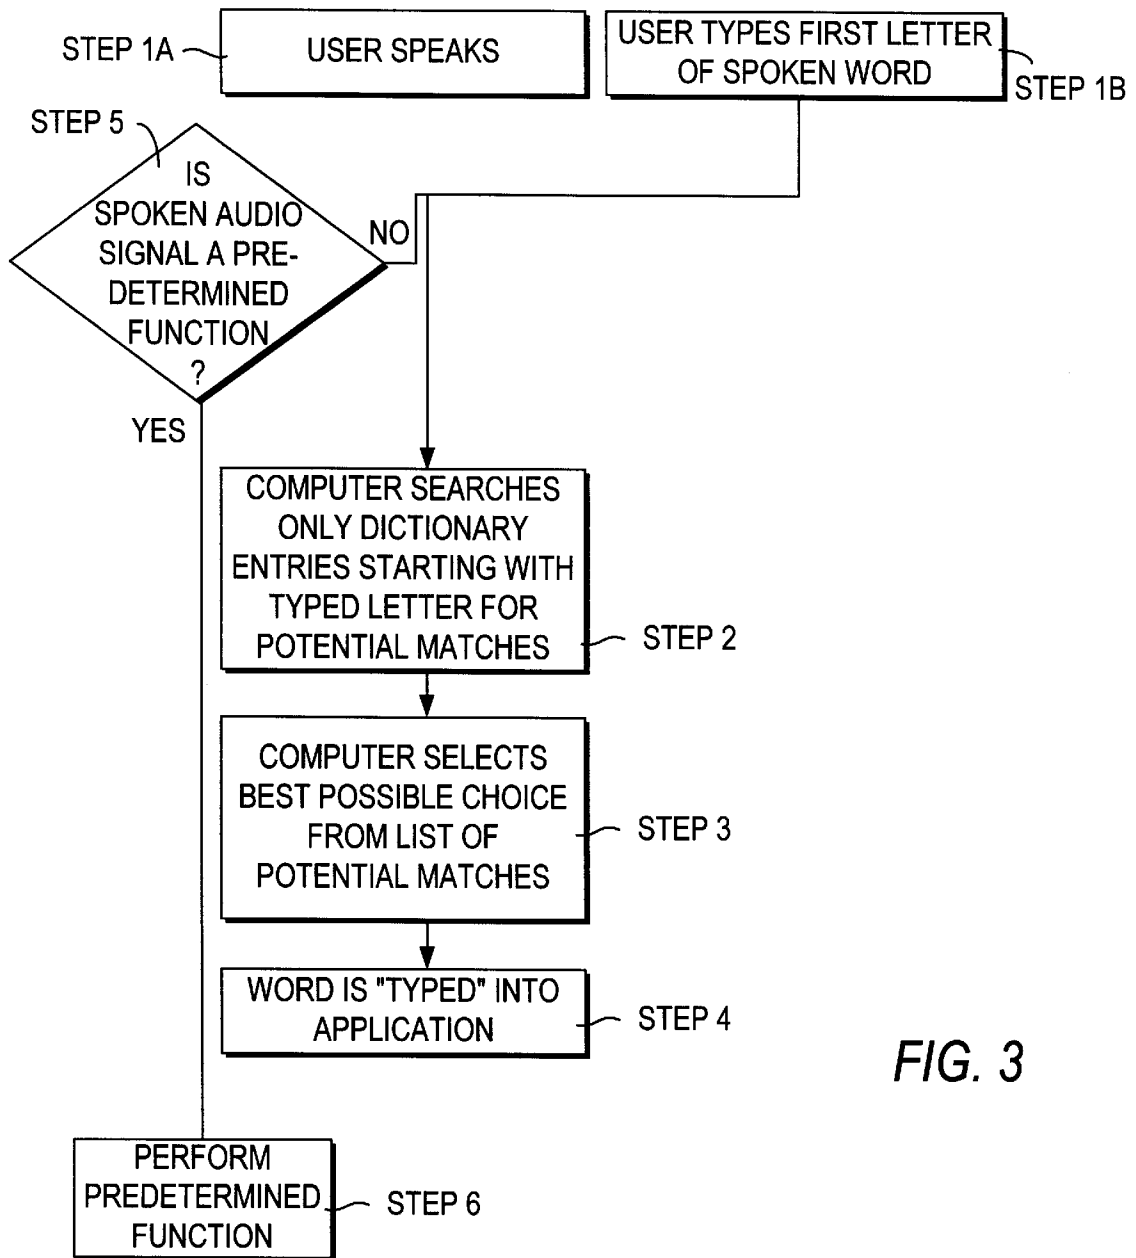 STEP 1A
USER SPEAKS
USER TYPES FIRST LETTER
OF SPOKEN WORD
STEP 1B
STEP 5
IS
SPOKEN AUDIO
SIGNAL A PRE-
DETERMINED
FUNCTION
?
NO
YES
COMPUTER SEARCHES
ONLY DICTIONARY
ENTRIES STARTING WITH
TYPED LETTER FOR
POTENTIAL MATCHES
STEP 2
COMPUTER SELECTS
BEST POSSIBLE CHOICE
FROM LIST OF
POTENTIAL MATCHES
STEP 3
WORD IS "TYPED" INTO
APPLICATION
STEP 4
FIG. 3
PERFORM
PREDETERMINED
FUNCTION
STEP 6